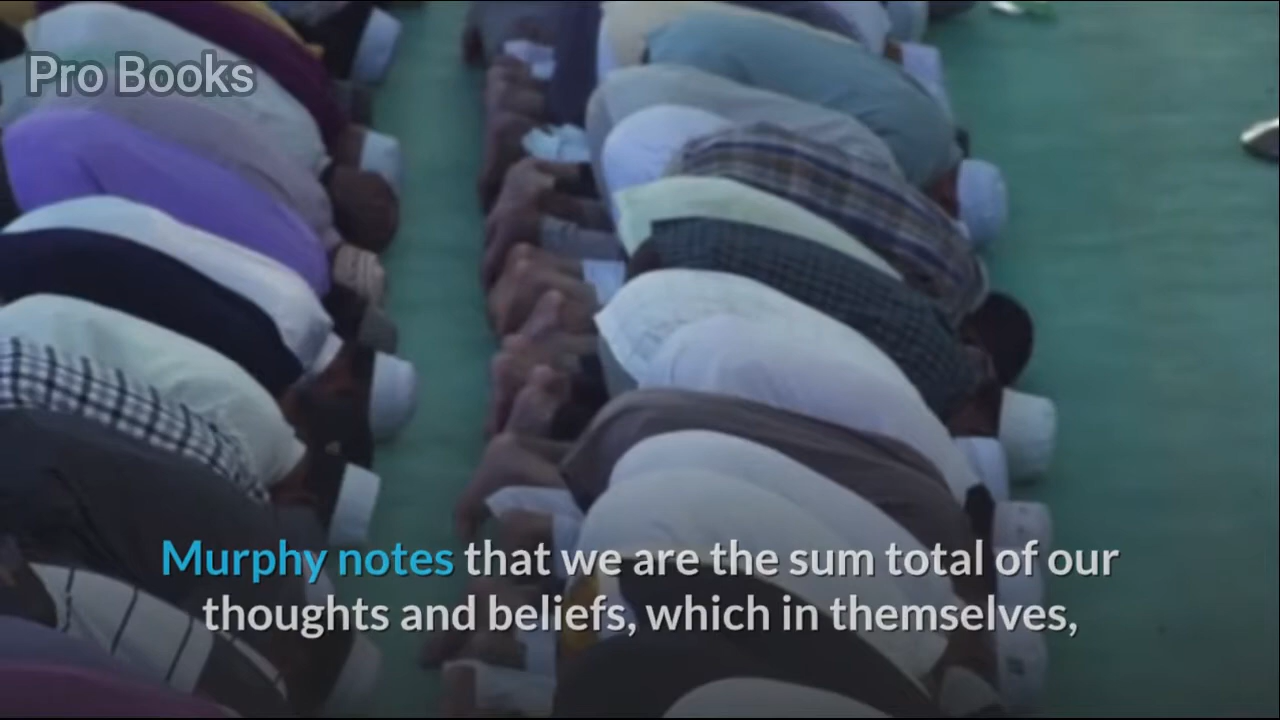 Pro Books
Murphy notes that we are the sum total of our
thoughts and beliefs, which in themselves,